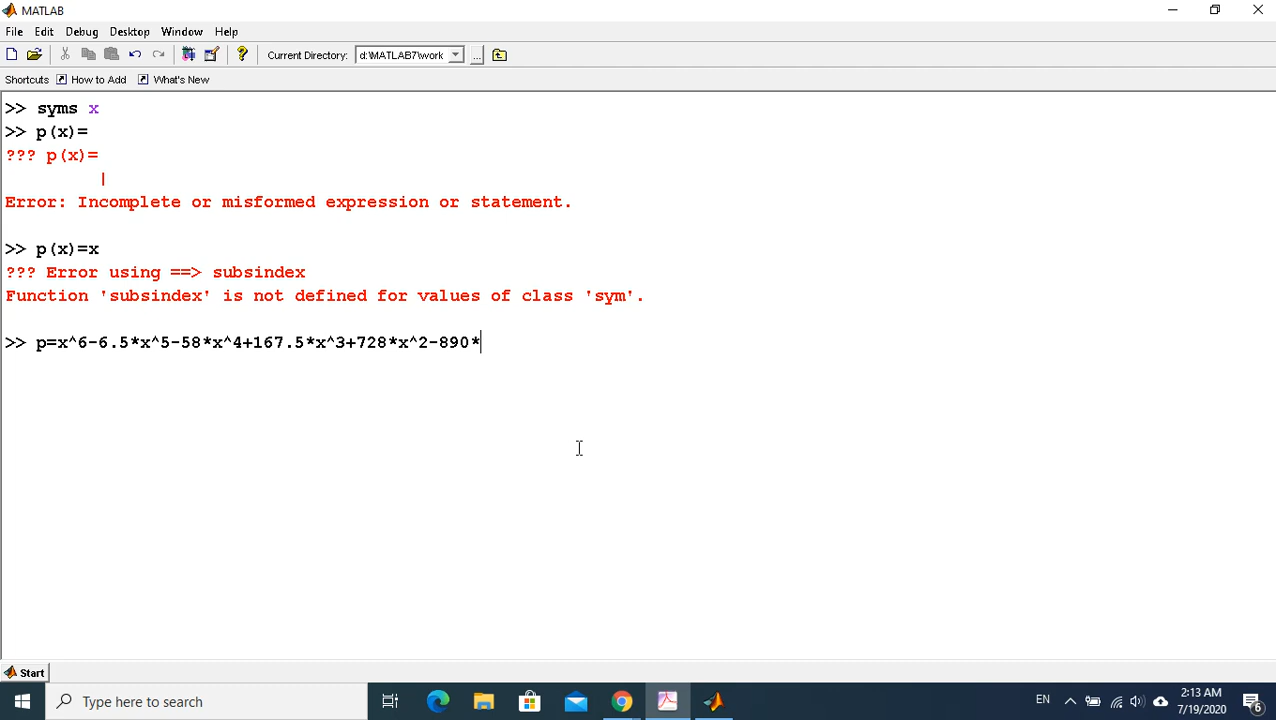 MATLAB
File Edit Debug Desktop Window Help
Current Directory: d:\MATLAB7\work ...
Shortcuts How to Add What's New
>> syms x
>> p(x)=
??? p(x)=
|
Error: Incomplete or misformed expression or statement.
>> p(x)=x
??? Error using ==> subsindex
Function 'subsindex' is not defined for values of class 'sym'.
>> p=x^6-6.5*x^5-58*x^4+167.5*x^3+728*x^2-890*
Start
Type here to search
EN
2:13 AM
7/19/2020
6